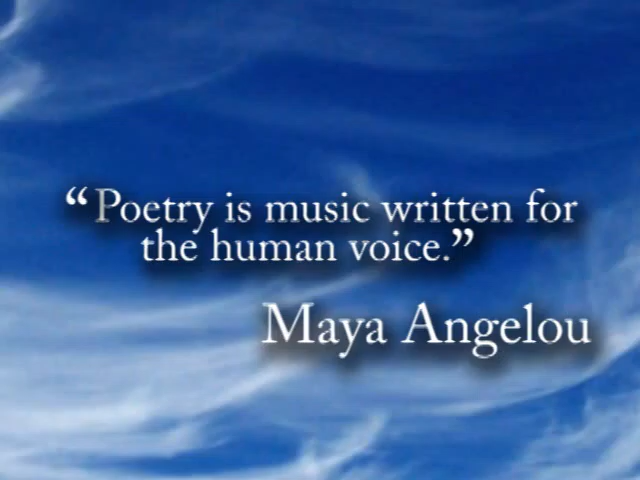 “Poetry is music written for
the human voice.”
Maya Angelou